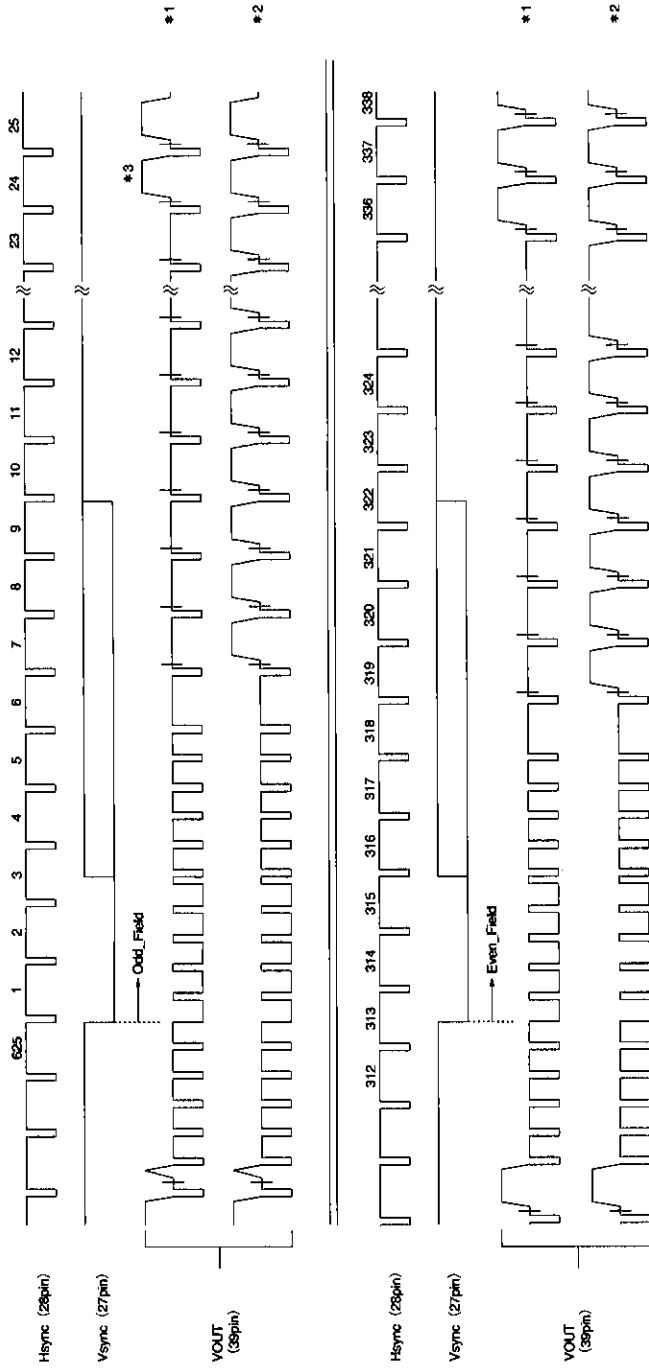 625 1 2 3 4 5 6 7 8 9 10 11 12 23 24 25
Hsync (28pin)
Vsync (27pin)
Odd_Field
*3
VOUT
(39pin)
*1
*2
312 313 314 315 316 317 318 319 320 321 322 323 324 336 337 338
Hsync (28pin)
Vsync (27pin)
Even_Field
VOUT
(39pin)
*1
*2